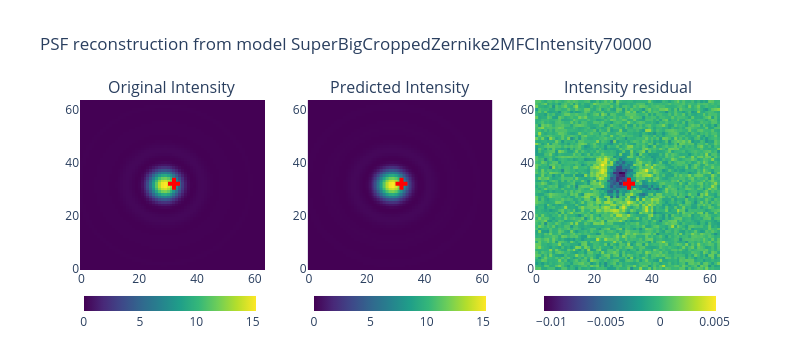 PSF reconstruction from model SuperBigCroppedZernike2MFCIntensity70000
Original Intensity Predicted Intensity Intensity residual
60 60 60
40 40 40
20 20 20
0 0 0
0 20 40 60 0 20 40 60 0 20 40 60
0 5 10 15 0 5 10 15 −0.01 −0.005 0 0.005